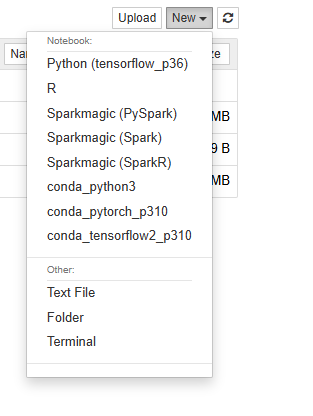 Upload New
Notebook:
Na ze
Python (tensorflow_p36)
R
Sparkmagic (PySpark) MB
Sparkmagic (Spark) 9 B
Sparkmagic (SparkR) MB
conda_python3
conda_pytorch_p310
conda_tensorflow2_p310
Other:
Text File
Folder
Terminal